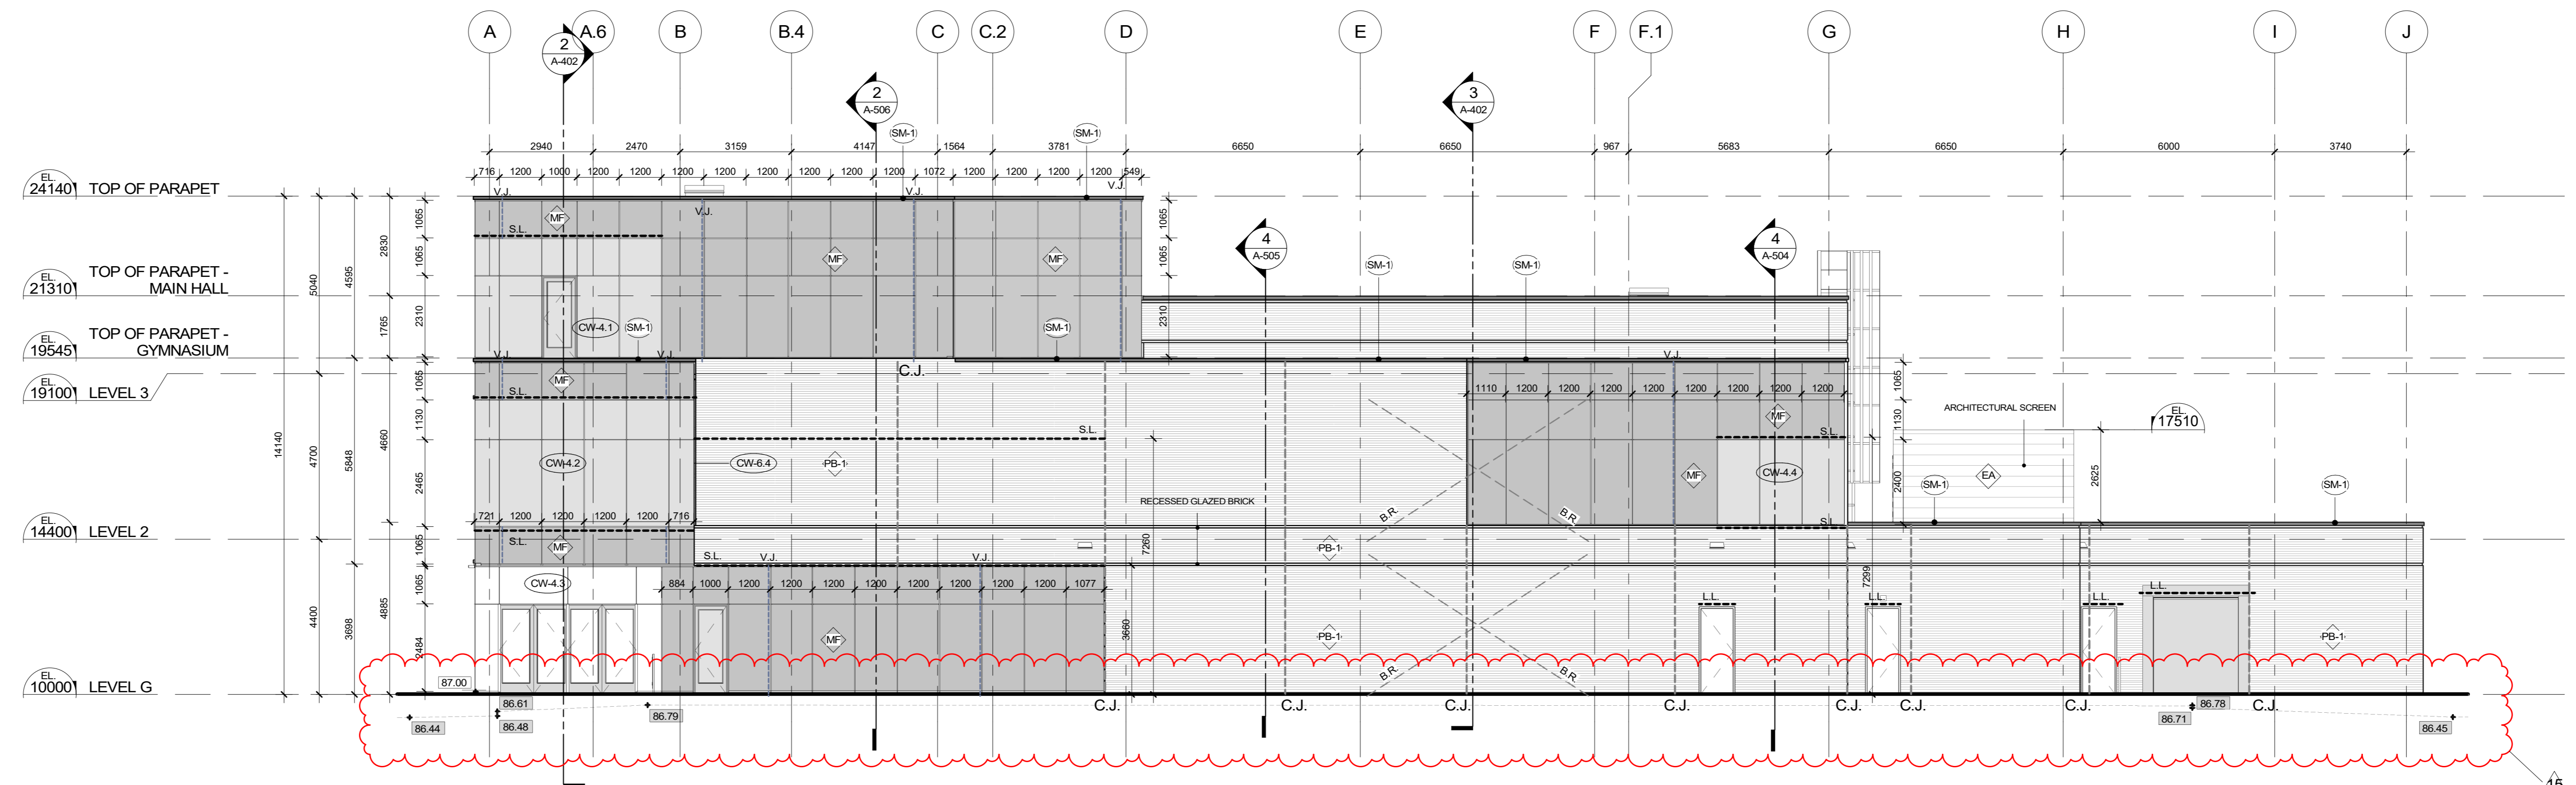 A A.6 B B.4 C C.2 D E F F.1 G H I J
2 A-402
2 A-506
3 A-402
(SM-1) (SM-1)
2940 2470 3159 4147 1564 3781 6650 6650 967 5683 6650 6000 3740
716 1200 1000 1200 1200 1200 1200 1200 1200 1200 1072 1200 1200 1200 1200 549
EL. 24140 TOP OF PARAPET
V.J. V.J. V.J. V.J.
MF
S.L.
4 A-505
4 A-504
MF MF
(SM-1) (SM-1)
EL. 21310 TOP OF PARAPET -
MAIN HALL
1065 1065 2310
1065 1065 2310
2830 1765 4595 5040
CW-4.1 (SM-1) (SM-1)
EL. 19545 TOP OF PARAPET -
GYMNASIUM
V.J. V.J. V.J.
C.J.
MF
EL. 19100 LEVEL 3
S.L.
1110 1200 1200 1200 1200 1200 1200 1200 1200
MF
ARCHITECTURAL SCREEN
EL. 17510
S.L. S.L.
1065 1130 2465
1065 1130 2400
14140 4700 5848 4660
CW-4.2 CW-6.4 PB-1 MF CW-4.4 EA 2625
(SM-1) (SM-1)
RECESSED GLAZED BRICK
B.R. B.R.
721 1200 1200 1200 1200 716
EL. 14400 LEVEL 2
S.L. MF S.L.
7260
PB-1
S.L. V.J. V.J.
CW-4.3
884 1000 1200 1200 1200 1200 1200 1200 1200 1077
7299
L.L. L.L. L.L. L.L.
1065 1065 2484
4400 3698 4885
MF 3660 PB-1 PB-1
B.R. B.R.
EL. 10000 LEVEL G
87.00
86.61
86.48
86.44
86.79
C.J. C.J. C.J. C.J. C.J. C.J. C.J. C.J.
86.78
86.71
86.45
15